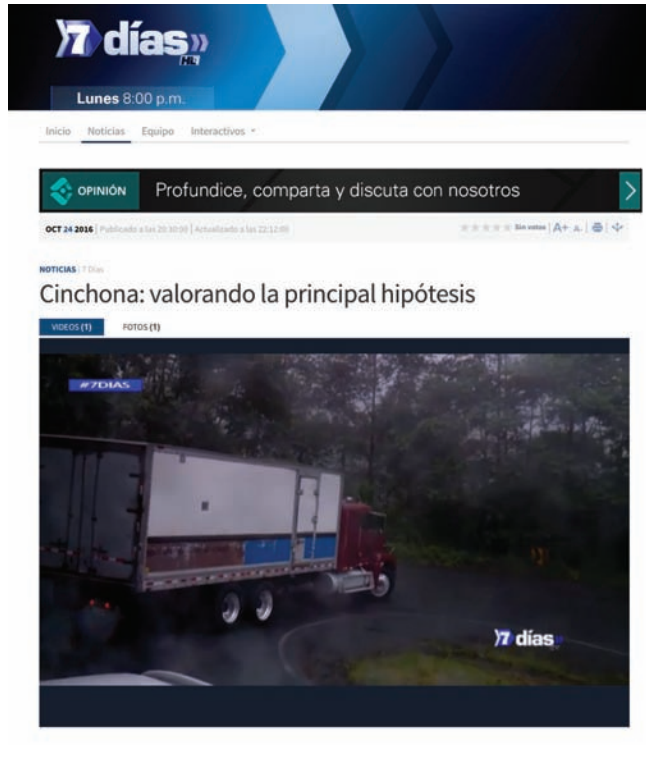 7 días
HD
Lunes 8:00 p.m.
Inicio Noticias Equipo Interactivos
OPINIÓN Profundice, comparta y discuta con nosotros
OCT 24 2016 | Publicado a las 20:30:00 | Actualizado a las 22:12:00 Sin votos | A+ A-
NOTICIAS | 7 Días
Cinchona: valorando la principal hipótesis
VIDEOS (1) FOTOS (1)
#7DIAS
7 días